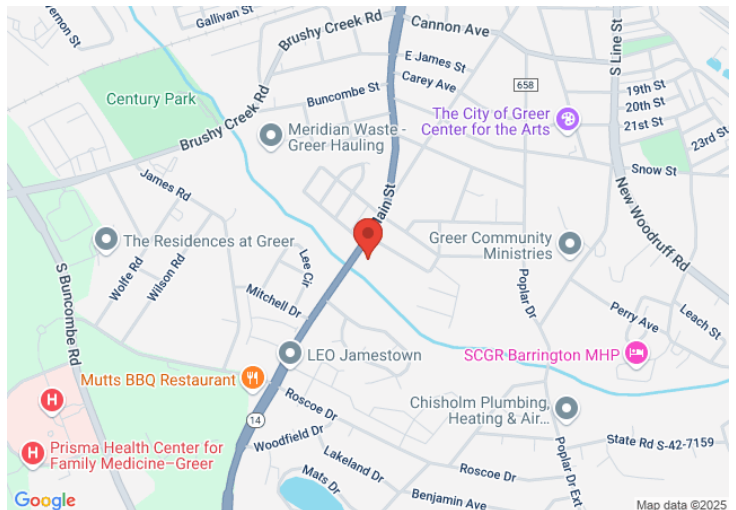 Gallivan St
Vernon St
Brushy Creek Rd
Cannon Ave
E James St
Carey Ave
S Line St
658
19th St
20th St
21st St
23rd St
Century Park
Buncombe St
Brushy Creek Rd
Meridian Waste -
Greer Hauling
The City of Greer
Center for the Arts
Snow St
James Rd
Main St
New Woodruff Rd
The Residences at Greer
Greer Community
Ministries
Wolfe Rd
Wilson Rd
Lee Cir
S Buncombe Rd
Mitchell Dr
Poplar Dr
Perry Ave
Leach St
LEO Jamestown
SCGR Barrington MHP
Mutts BBQ Restaurant
Chisholm Plumbing,
Heating & Air...
H
14
Roscoe Dr
Woodfield Dr
State Rd S-42-7159
H
Prisma Health Center for
Family Medicine–Greer
Lakeland Dr
Roscoe Dr
Poplar Dr Ext
Mats Dr
Benjamin Ave
Google
Map data ©2025